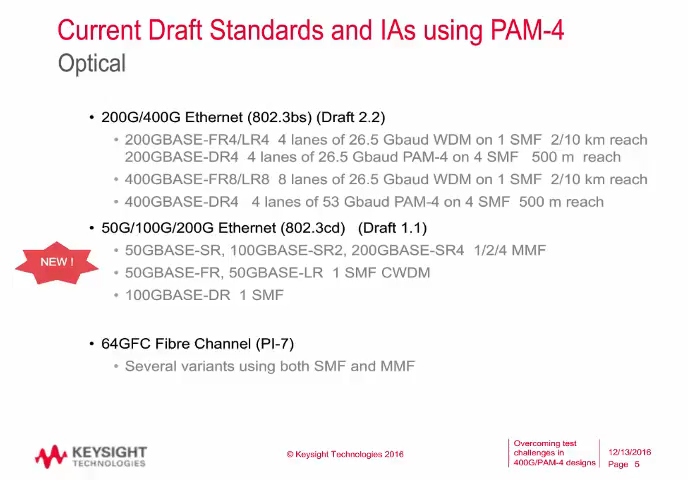 Current Draft Standards and IAs using PAM-4
Optical
• 200G/400G Ethernet (802.3bs) (Draft 2.2)
• 200GBASE-FR4/LR4 4 lanes of 26.5 Gbaud WDM on 1 SMF 2/10 km reach
200GBASE-DR4 4 lanes of 26.5 Gbaud PAM-4 on 4 SMF 500 m reach
• 400GBASE-FR8/LR8 8 lanes of 26.5 Gbaud WDM on 1 SMF 2/10 km reach
• 400GBASE-DR4 4 lanes of 53 Gbaud PAM-4 on 4 SMF 500 m reach
• 50G/100G/200G Ethernet (802.3cd) (Draft 1.1)
NEW !
• 50GBASE-SR, 100GBASE-SR2, 200GBASE-SR4 1/2/4 MMF
• 50GBASE-FR, 50GBASE-LR 1 SMF CWDM
• 100GBASE-DR 1 SMF
• 64GFC Fibre Channel (PI-7)
• Several variants using both SMF and MMF
KEYSIGHT
TECHNOLOGIES
© Keysight Technologies 2016
Overcoming test
challenges in
400G/PAM-4 designs
12/13/2016
Page 5